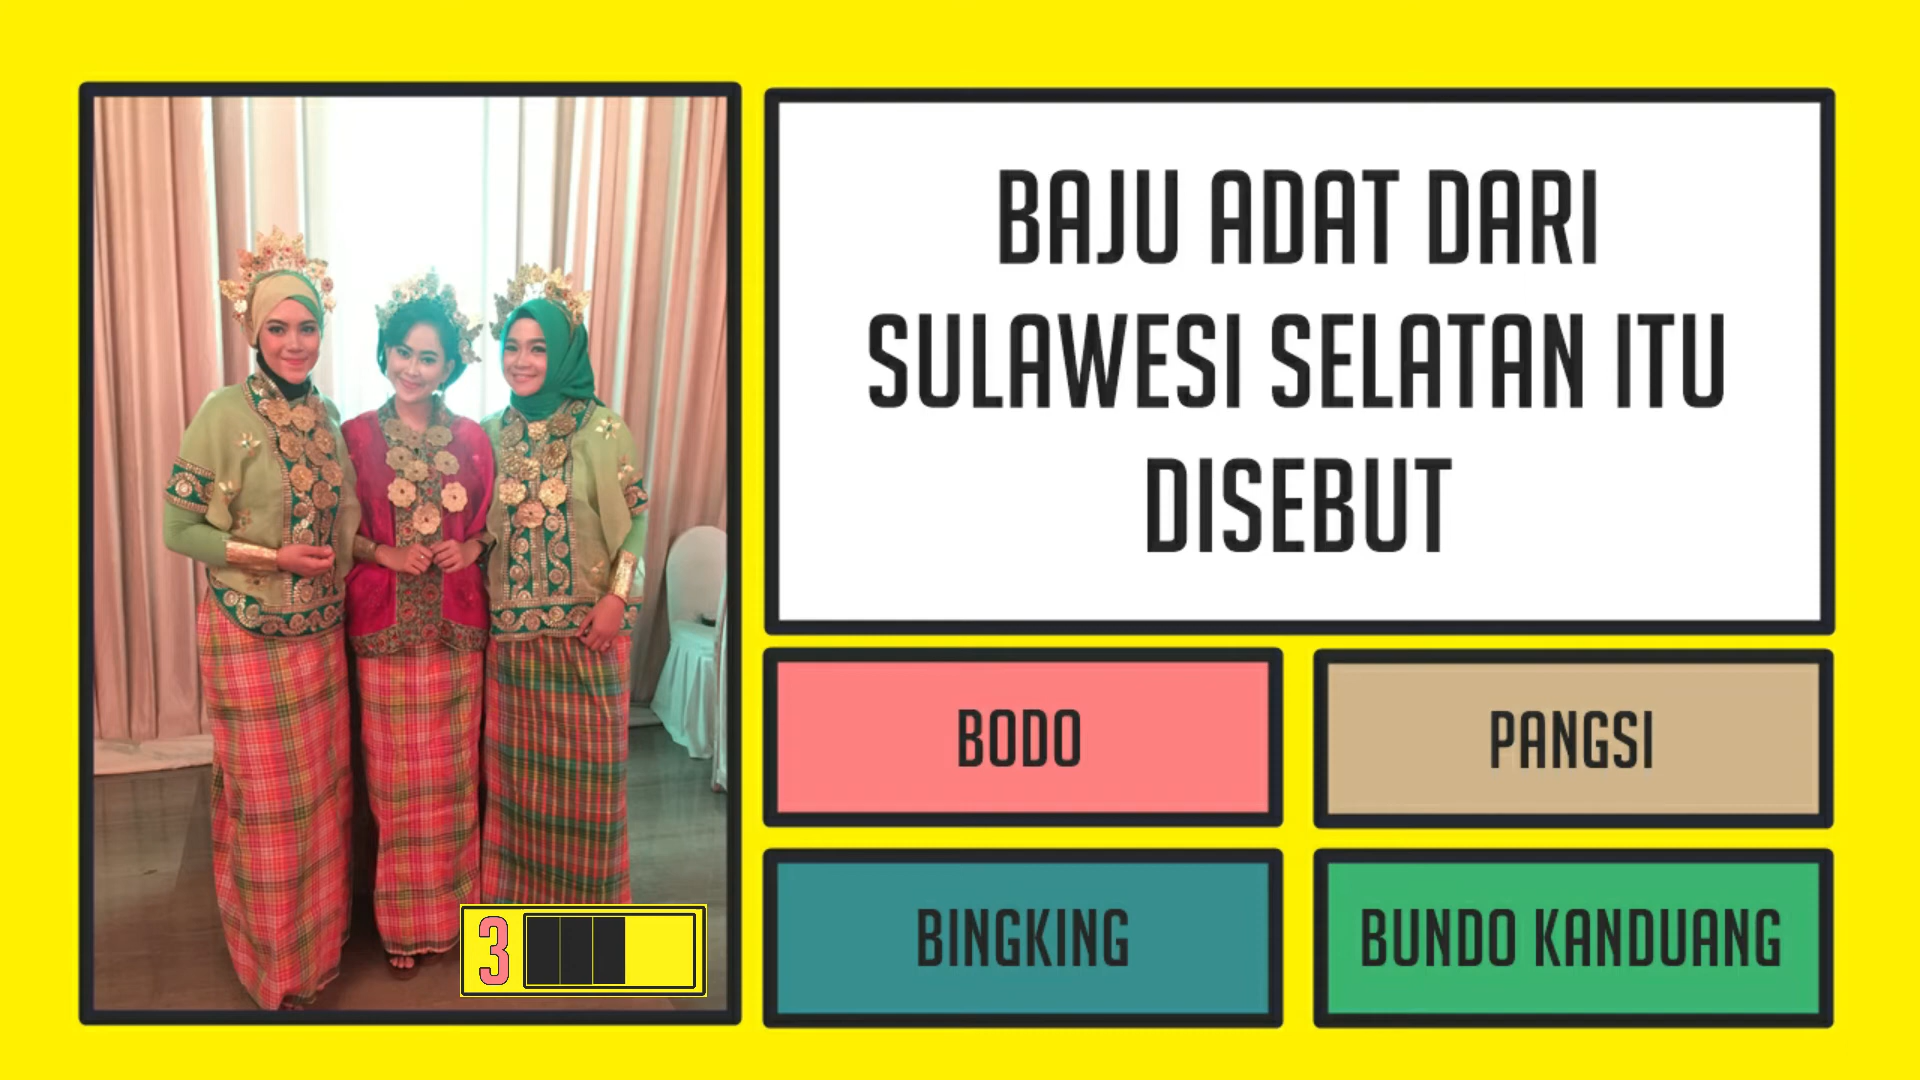 BAJU ADAT DARI
SULAWESI SELATAN ITU
DISEBUT
BODO
PANGSI
BINGKING
BUNDO KANDUANG
3